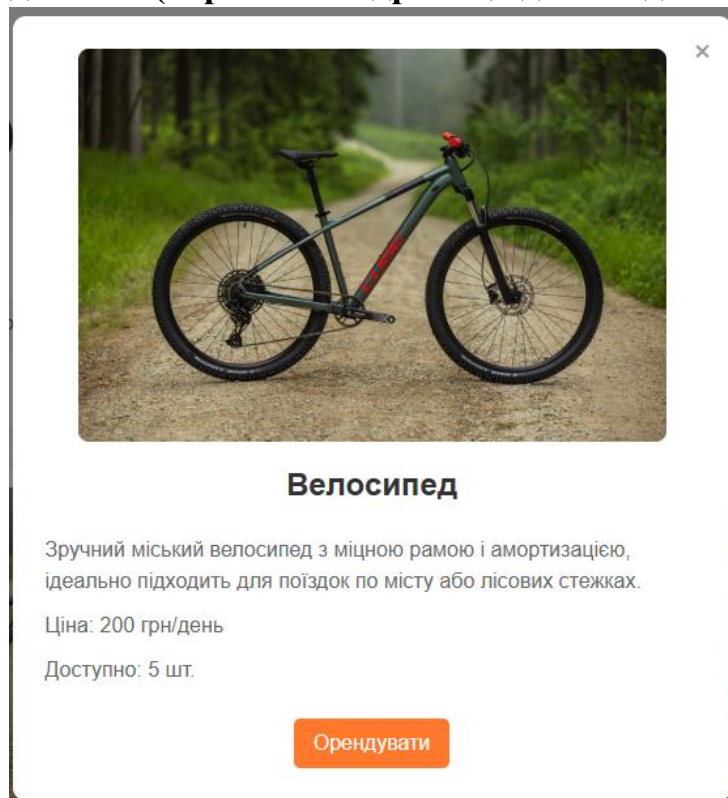 ×
Велосипед
Зручний міський велосипед з міцною рамою і амортизацією,
ідеально підходить для поїздок по місту або лісових стежках.
Ціна: 200 грн/день
Доступно: 5 шт.
Орендувати